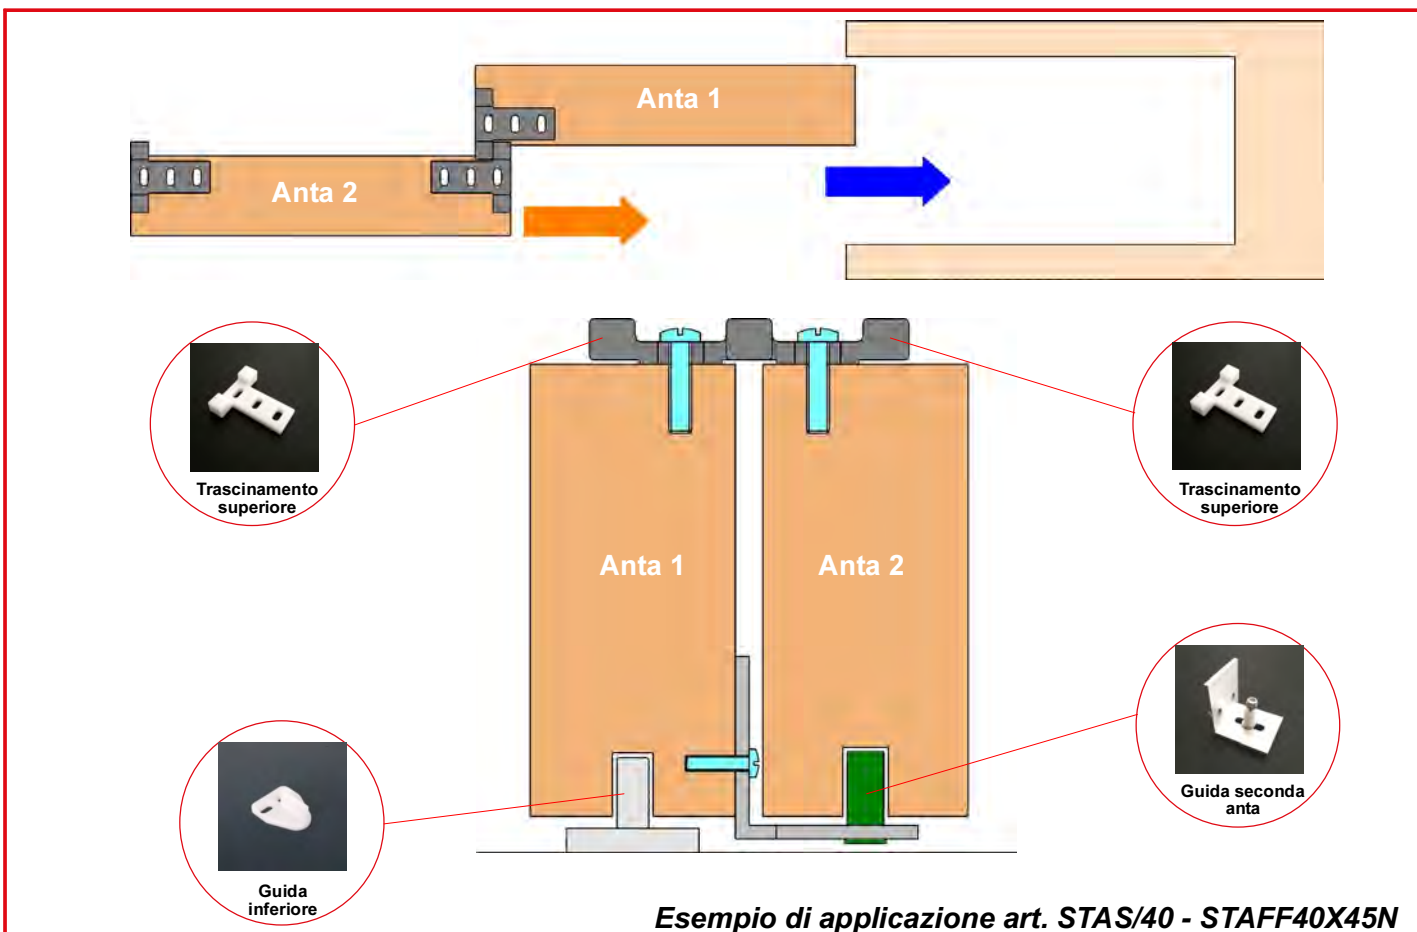 Anta 1
Anta 2
Trascinamento
superiore
Trascinamento
superiore
Anta 1
Anta 2
Guida seconda
anta
Guida
inferiore
Esempio di applicazione art. STAS/40 - STAFF40X45N